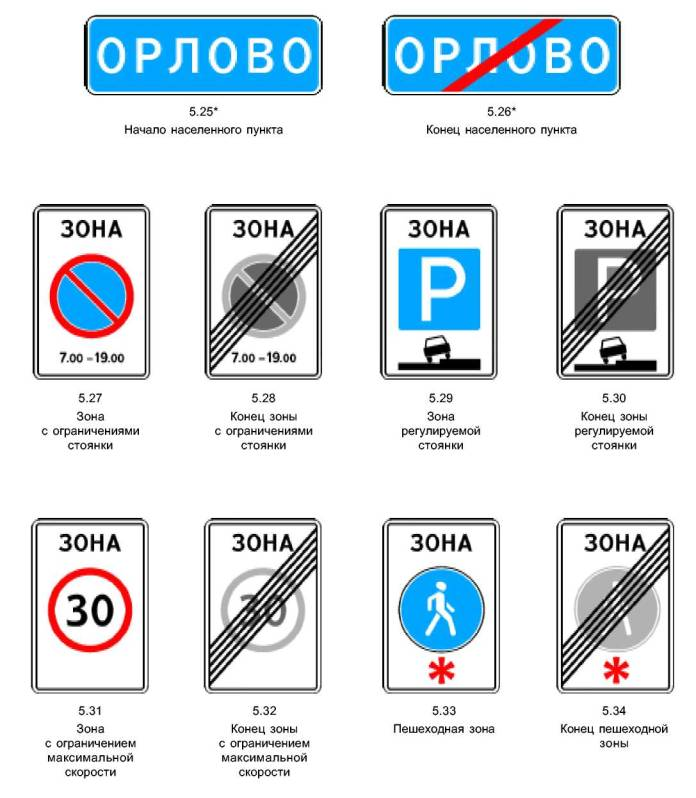 ОРЛОВО
ОРЛОВО
5.25*
Начало населенного пункта
5.26*
Конец населенного пункта
ЗОНА
7.00 – 19.00
ЗОНА
7.00 – 19.00
ЗОНА
P
ЗОНА
P
5.27
Зона
с ограничениями
стоянки
5.28
Конец зоны
с ограничениями
стоянки
5.29
Зона
регулируемой
стоянки
5.30
Конец зоны
регулируемой
стоянки
ЗОНА
30
ЗОНА
30
ЗОНА
*
ЗОНА
*
5.31
Зона
с ограничением
максимальной
скорости
5.32
Конец зоны
с ограничением
максимальной
скорости
5.33
Пешеходная зона
5.34
Конец пешеходной
зоны